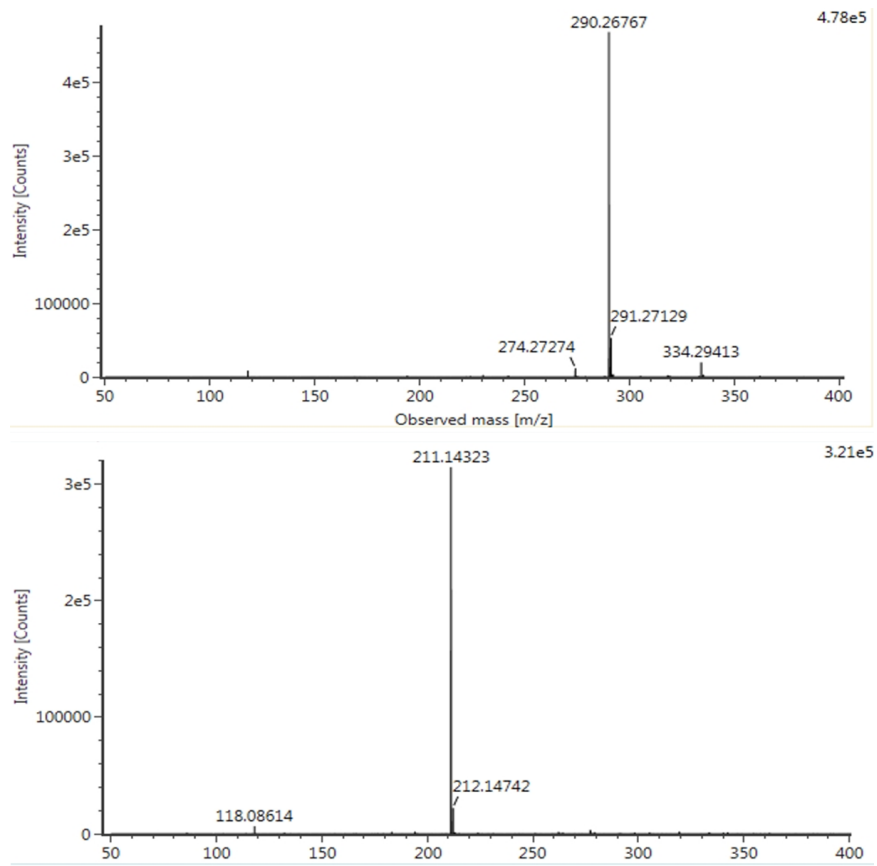 4.78e5
290.26767
4e5
3e5
2e5
100000
0
Intensity [Counts]
274.27274
291.27129
334.29413
50 100 150 200 250 300 350 400
Observed mass [m/z]
3.21e5
211.14323
3e5
2e5
100000
0
Intensity [Counts]
212.14742
118.08614
50 100 150 200 250 300 350 400